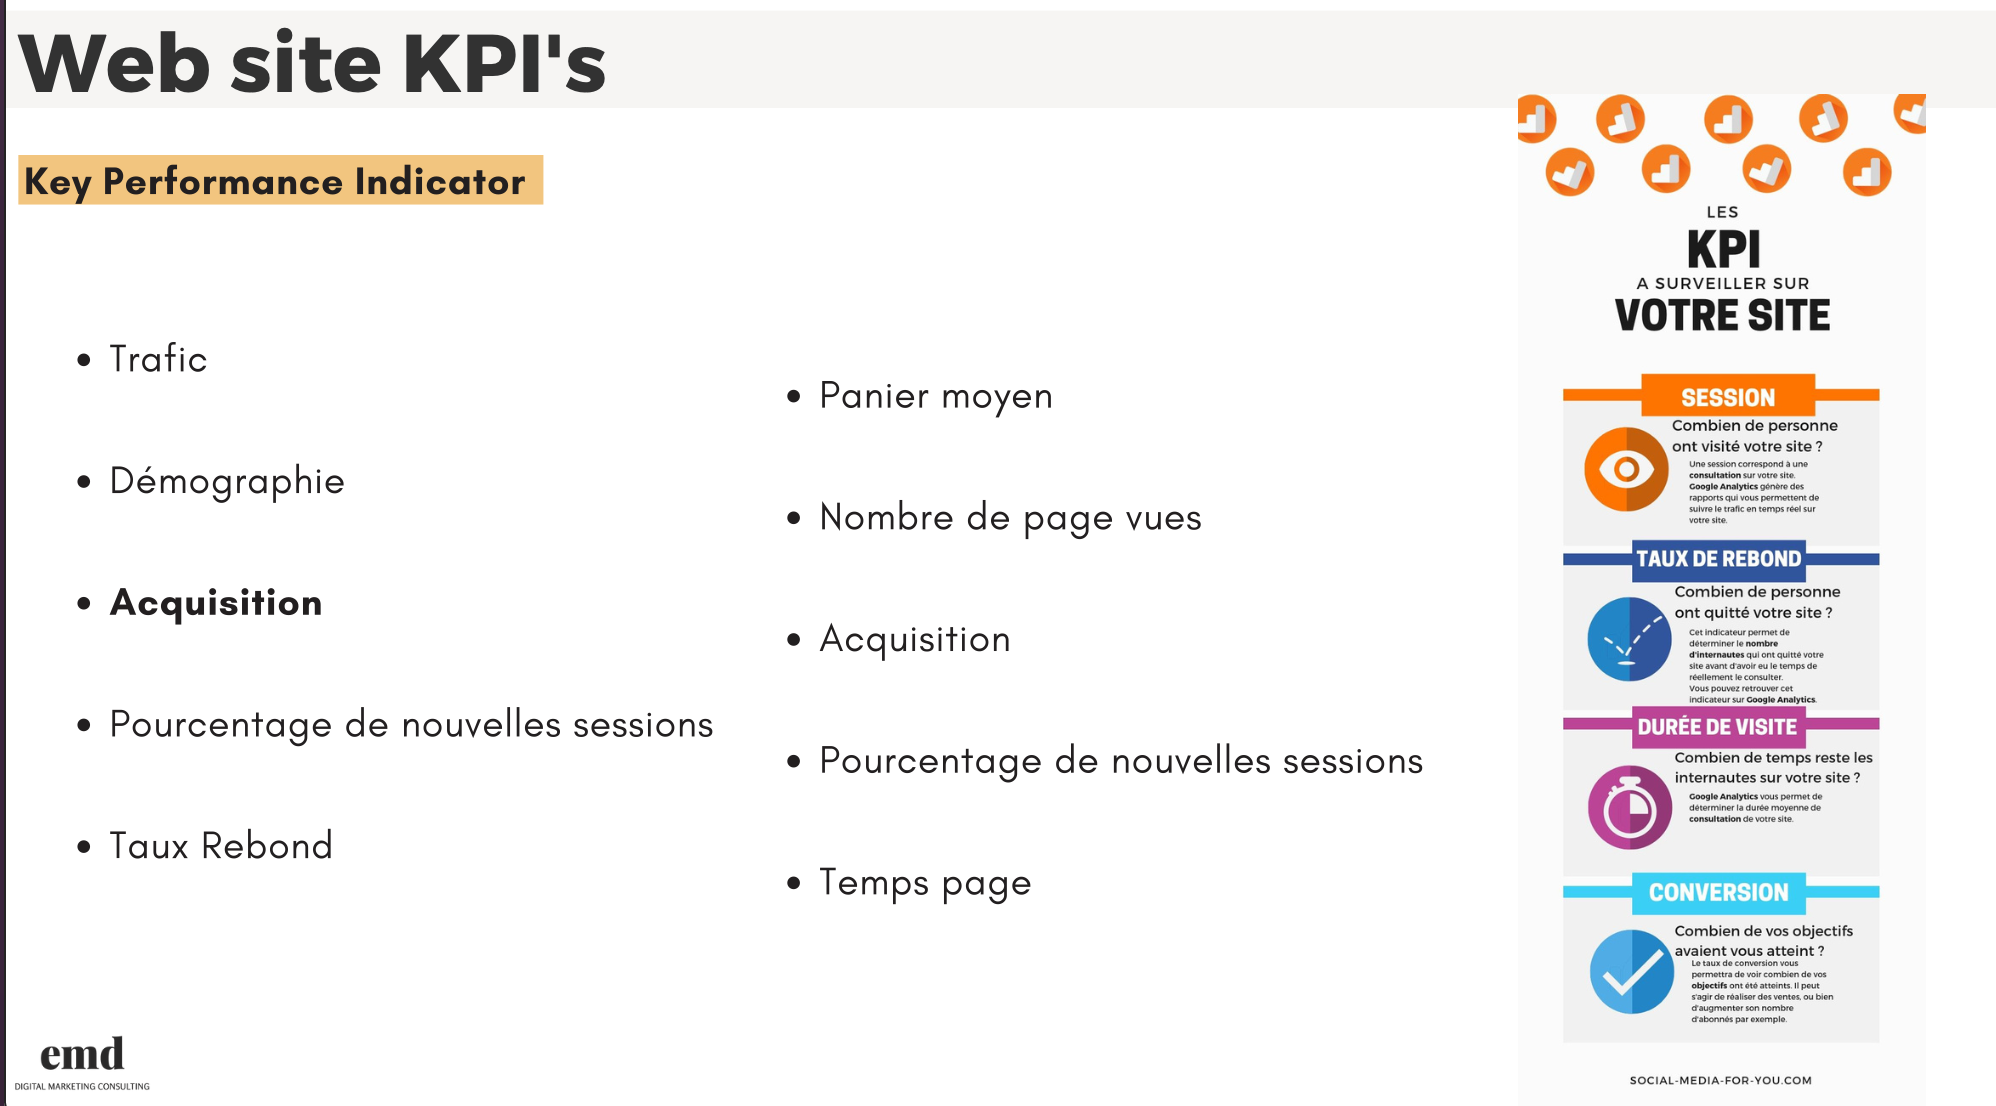 Web site KPI's
Key Performance Indicator
Trafic
Démographie
Acquisition
Pourcentage de nouvelles sessions
Taux Rebond
Panier moyen
Nombre de page vues
Acquisition
Pourcentage de nouvelles sessions
Temps page
LES
KPI
A SURVEILLER SUR
VOTRE SITE
SESSION
Combien de personne
ont visité votre site ?
Une session correspond à une
consultation sur votre site.
Google Analytics génère des
rapports qui vous permettent de
suivre le trafic en temps réel sur
votre site.
TAUX DE REBOND
Combien de personne
ont quitté votre site ?
Cet indicateur permet de
déterminer le nombre
d'internautes qui ont quitté votre
site avant d'avoir eu le temps de
réellement le consulter.
Vous pouvez retrouver cet
indicateur sur Google Analytics.
DURÉE DE VISITE
Combien de temps reste les
internautes sur votre site ?
Google Analytics vous permet de
déterminer la durée moyenne de
consultation de votre site.
CONVERSION
Combien de vos objectifs
avaient vous atteint ?
Le taux de conversion vous
permettra de voir combien de vos
objectifs ont été atteints. Il peut
s'agir de réaliser des ventes, ou bien
d'augmenter son nombre
d'abonnés par exemple.
SOCIAL-MEDIA-FOR-YOU.COM
emd
DIGITAL MARKETING CONSULTING